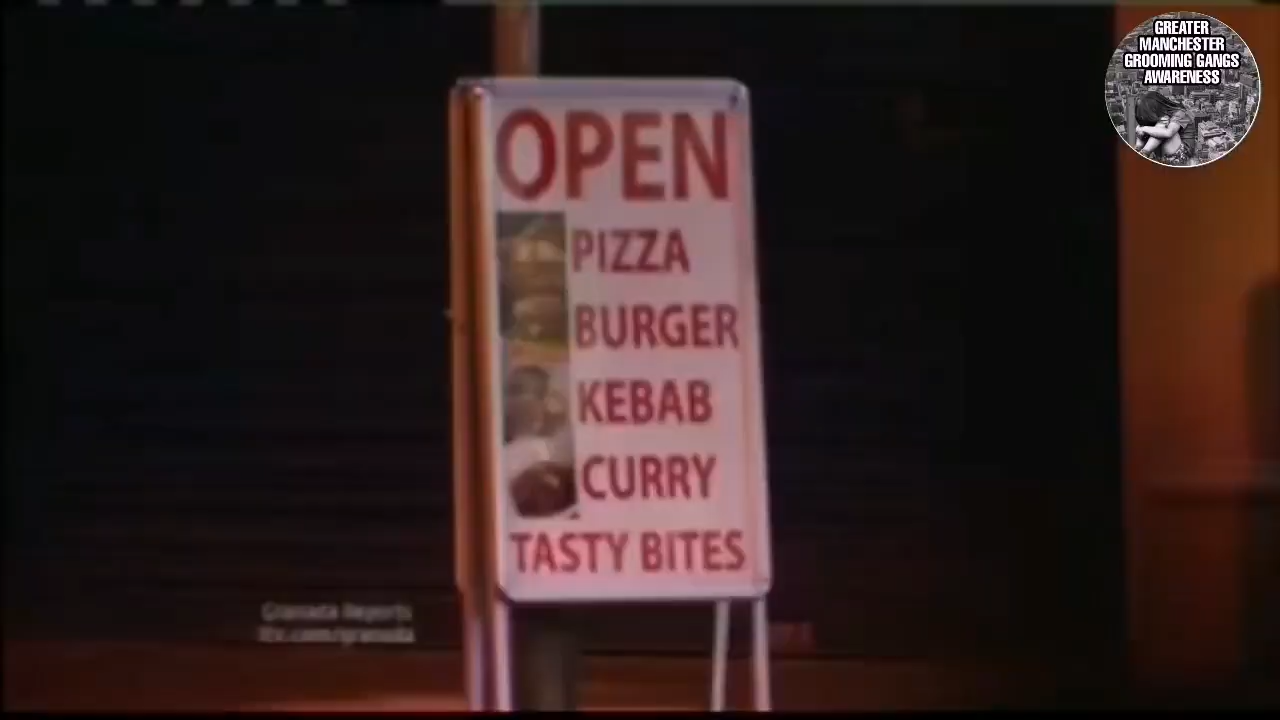 GREATER
MANCHESTER
GROOMING GANGS
AWARENESS
OPEN
PIZZA
BURGER
KEBAB
CURRY
TASTY BITES
Granada Reports
itv.com/granada